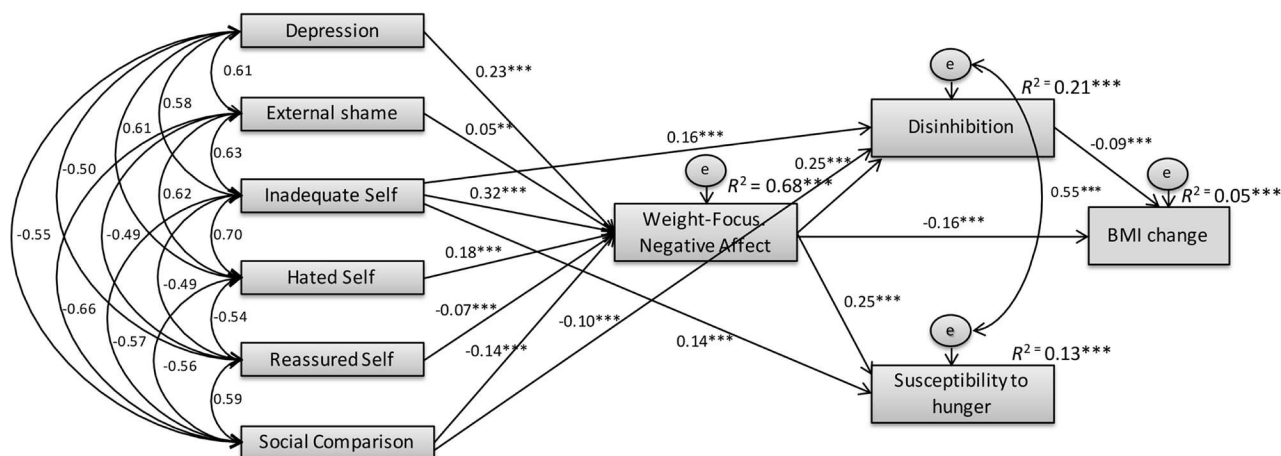 Depression
External shame
Inadequate Self
Hated Self
Reassured Self
Social Comparison
0.61
0.58
0.61
0.63
-0.50
0.62
0.70
-0.55
-0.49
-0.49
-0.54
-0.66
-0.57
-0.56
0.59
0.23***
0.05**
0.32***
0.18***
-0.07***
-0.14***
0.16***
-0.10***
0.14***
e
R² = 0.68***
Weight-Focus.
Negative Affect
0.25***
-0.16***
0.25***
e
R² = 0.21***
Disinhibition
-0.09***
0.55***
e
R² = 0.05***
BMI change
e
R² = 0.13***
Susceptibility to
hunger